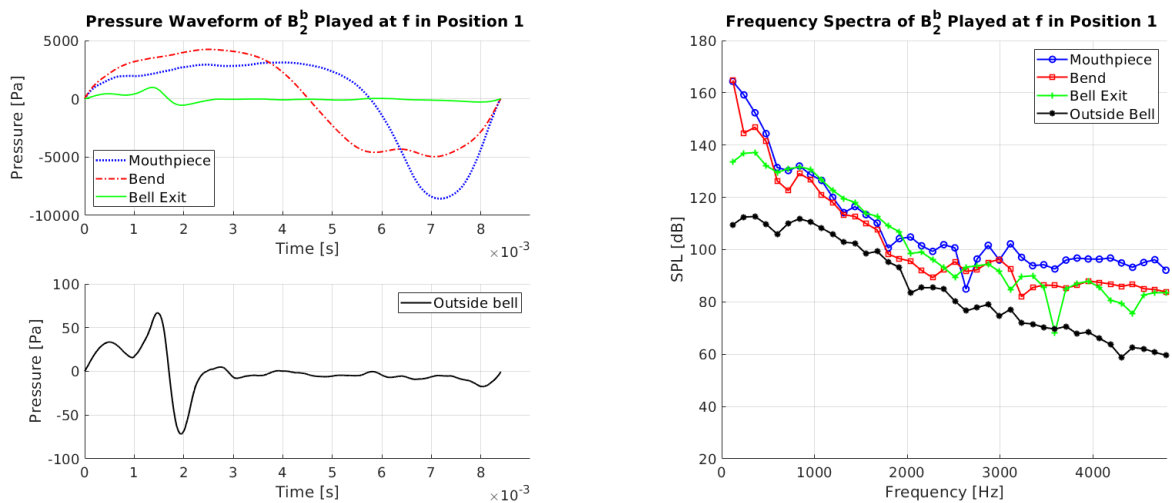 Pressure Waveform of B♭2 Played at f in Position 1
5000
0
-5000
-10000
Pressure [Pa]
Mouthpiece
Bend
Bell Exit
0 1 2 3 4 5 6 7 8
Time [s]
×10^-3
100
50
0
-50
-100
Pressure [Pa]
Outside bell
0 1 2 3 4 5 6 7 8
Time [s]
×10^-3
Frequency Spectra of B♭2 Played at f in Position 1
180
160
140
120
100
80
60
40
20
SPL [dB]
Mouthpiece
Bend
Bell Exit
Outside Bell
0 1000 2000 3000 4000
Frequency [Hz]